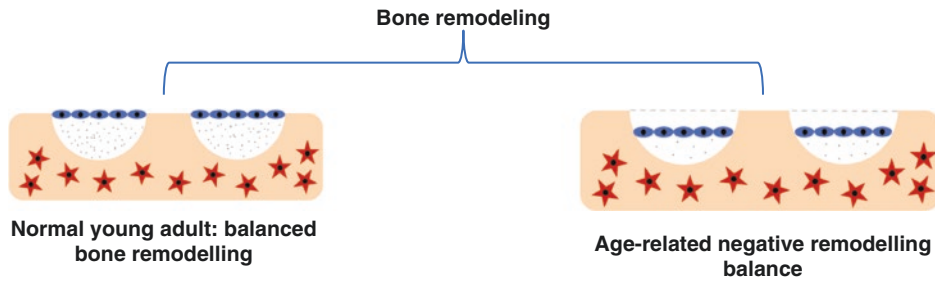 Bone remodeling
Normal young adult: balanced
bone remodelling
Age-related negative remodelling
balance